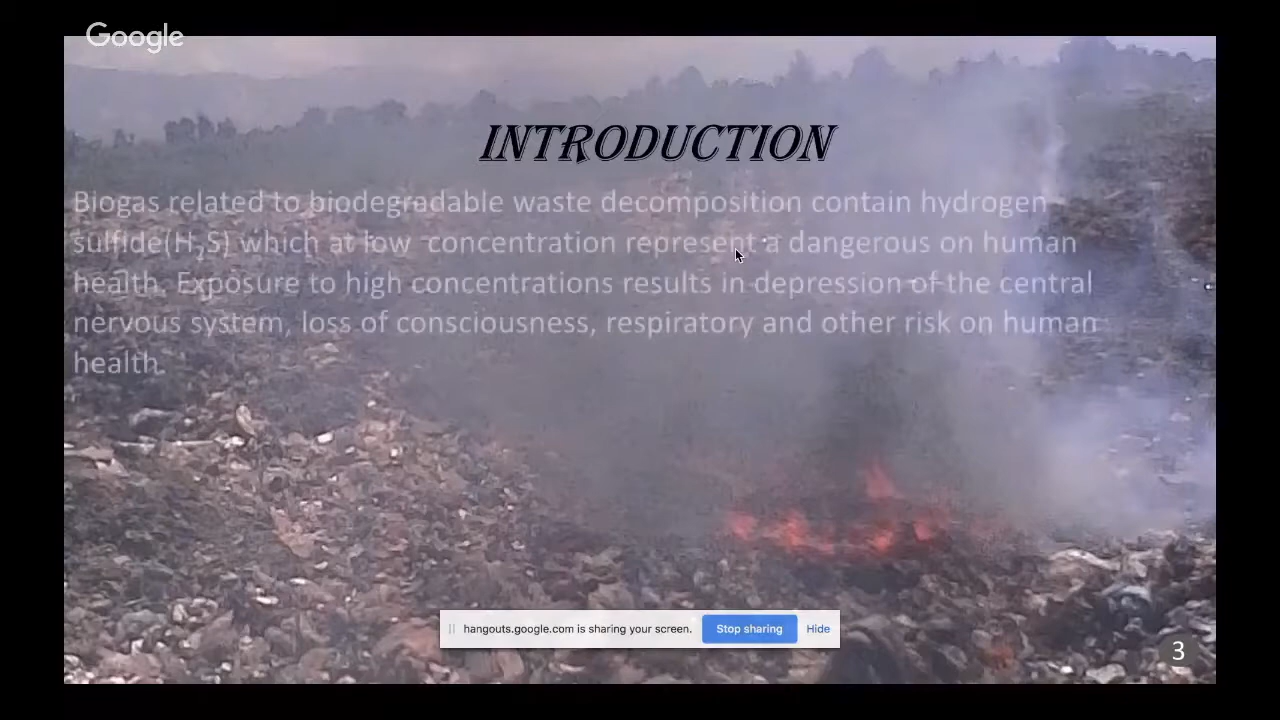 Google
INTRODUCTION
Biogas related to biodegradable waste decomposition contain hydrogen
sulfide(H₂S) which at low concentration represent a dangerous on human
health. Exposure to high concentrations results in depression of the central
nervous system, loss of consciousness, respiratory and other risk on human
health.
hangouts.google.com is sharing your screen. Stop sharing Hide
3